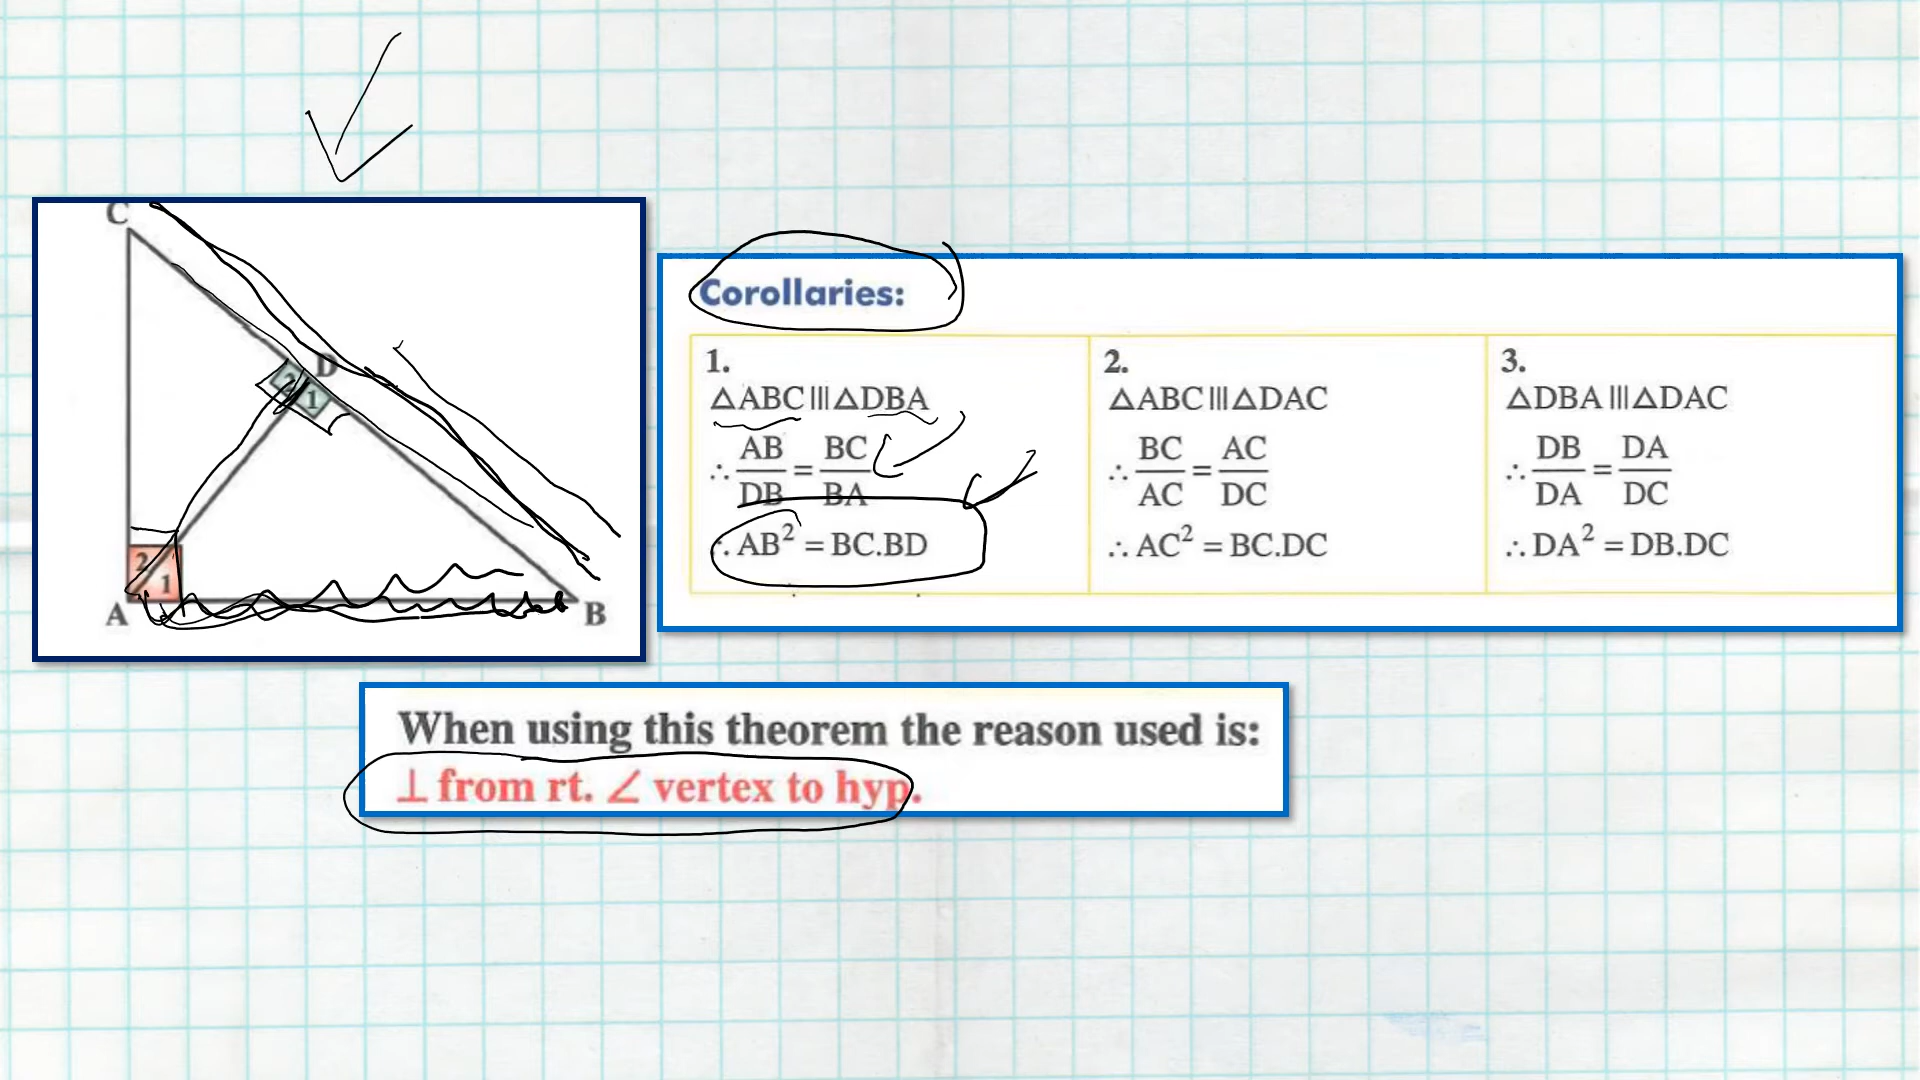 C
D
2
1
2
1
A
B
Corollaries:
1.
△ABC|||△DBA
∴ AB/DB = BC/BA
∴ AB² = BC.BD
2.
△ABC|||△DAC
∴ BC/AC = AC/DC
∴ AC² = BC.DC
3.
△DBA|||△DAC
∴ DB/DA = DA/DC
∴ DA² = DB.DC
When using this theorem the reason used is:
⊥ from rt. ∠ vertex to hyp.